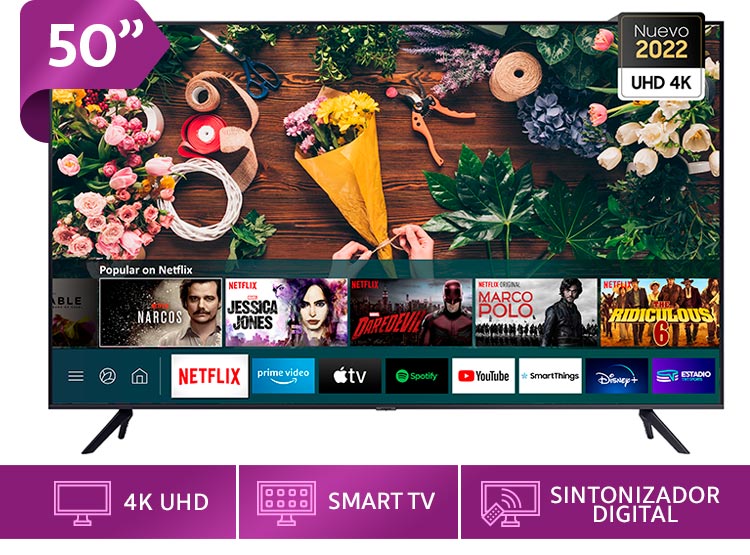 50”
Nuevo
2022
UHD 4K
Popular on Netflix
ABLE
NARCOS
NETFLIX
JESSICA
JONES
NETFLIX
DAREDEVIL
NETFLIX ORIGINAL
MARCO
POLO
NETFLIX
THE
RIDICULOUS
6
NETFLIX
prime video
tv
Spotify
YouTube
SmartThings
Disney+
ESTADIO
4K UHD
SMART TV
SINTONIZADOR
DIGITAL